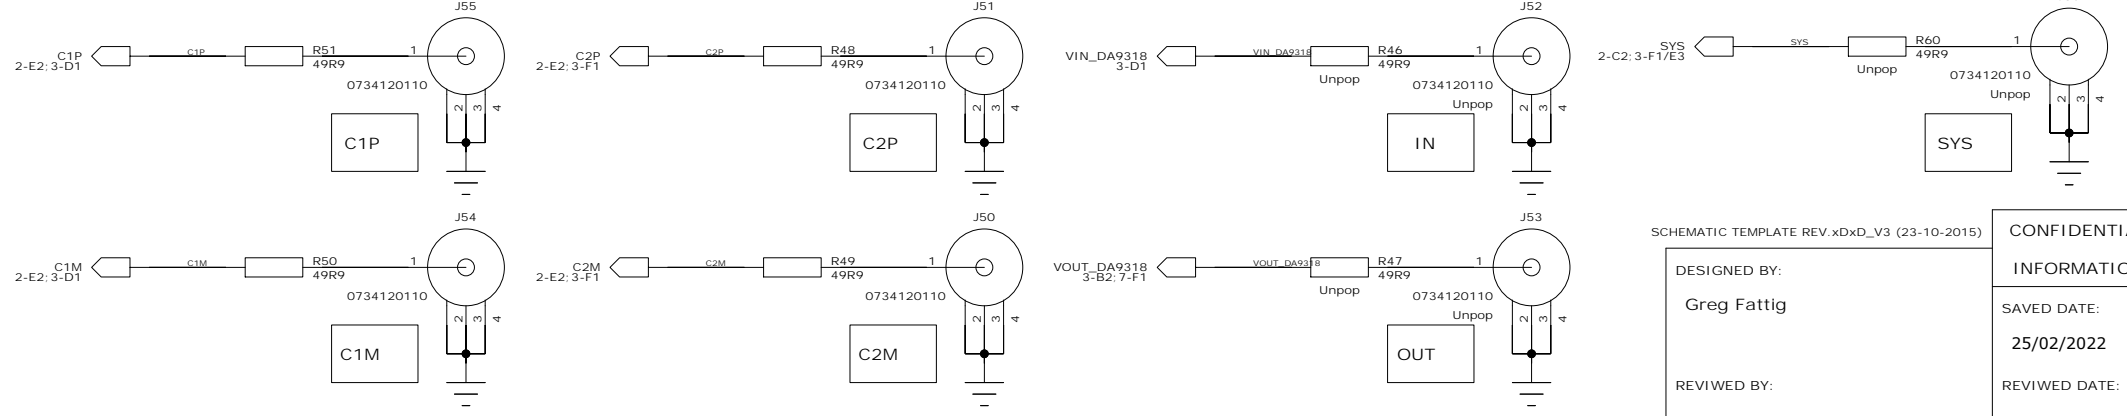 J55
C1P
2-E2;3-D1
C1P
R51
49R9
1
0734120110
2
3
4
C1P
J51
C2P
2-E2;3-F1
C2P
R48
49R9
1
0734120110
2
3
4
C2P
J52
VIN_DA9318
3-D1
VIN_DA9318
R46
49R9
Unpop
1
0734120110
Unpop
2
3
4
IN
SYS
2-C2;3-F1/E3
SYS
R60
49R9
Unpop
1
0734120110
Unpop
2
3
4
SYS
J54
C1M
2-E2;3-D1
C1M
R50
49R9
1
0734120110
2
3
4
C1M
J50
C2M
2-E2;3-F1
C2M
R49
49R9
1
0734120110
2
3
4
C2M
J53
VOUT_DA9318
3-B2;7-F1
VOUT_DA9318
R47
49R9
Unpop
1
0734120110
Unpop
2
3
4
OUT
SCHEMATIC TEMPLATE REV.xDxD_V3 (23-10-2015)
DESIGNED BY:
Greg Fattig
REVIWED BY:
CONFIDENTI
INFORMATI
SAVED DATE:
25/02/2022
REVIWED DATE: